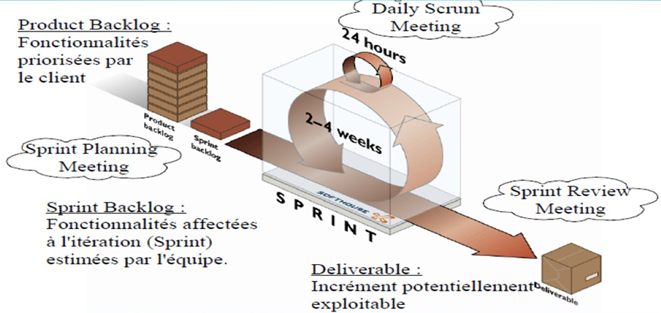 Product Backlog :
Fonctionnalités
priorisées par
le client
Daily Scrum
Meeting
24 hours
2-4 weeks
Product
backlog
Sprint
backlog
Sprint Planning
Meeting
SOFTHOUSE
SPRINT
Sprint Review
Meeting
Sprint Backlog :
Fonctionnalités affectées
à l'itération (Sprint)
estimées par l'équipe.
Deliverable :
Incrément potentiellement
exploitable
Deliverable